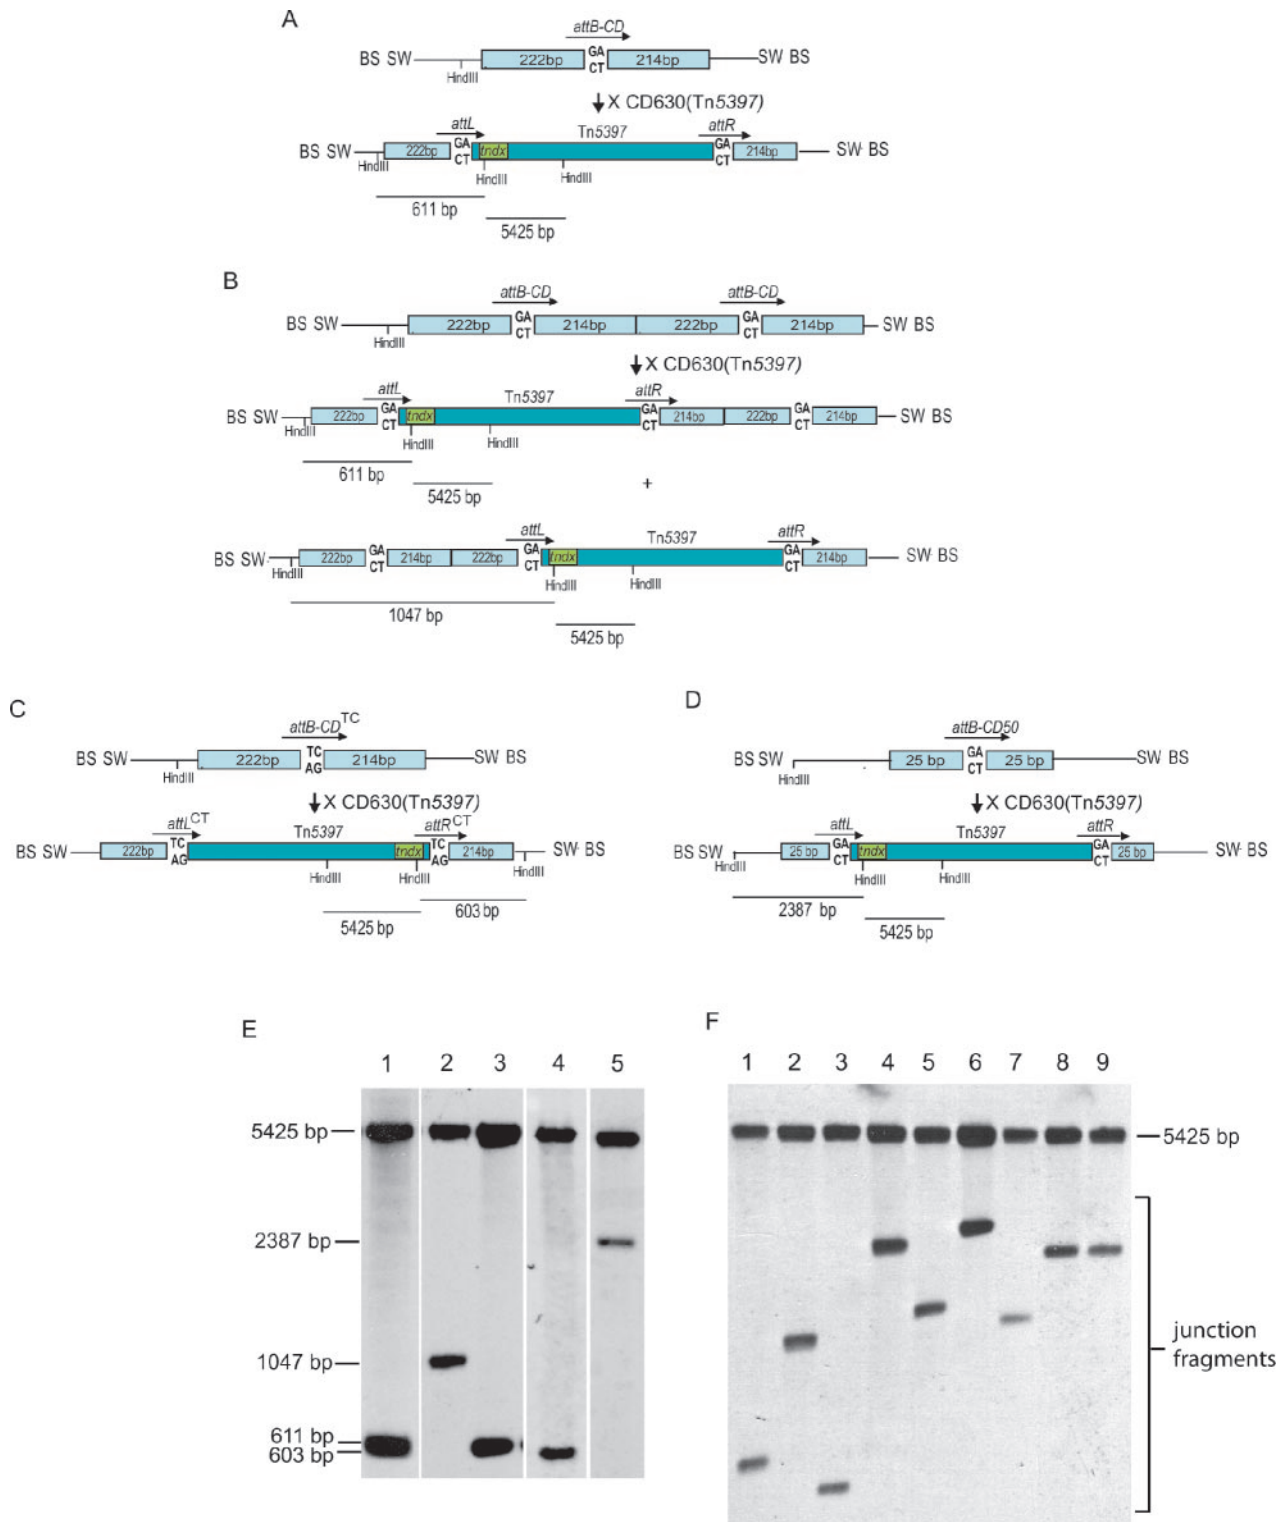 A
attB-CD
BS SW 222bp GA 214bp SW BS
CT
HindIII
X CD630(Tn5397)
attL Tn5397 attR
BS SW 222bp GA CT tndx GA CT 214bp SW BS
HindIII HindIII HindIII
611 bp
5425 bp
B
attB-CD attB-CD
BS SW 222bp GA CT 214bp 222bp GA CT 214bp SW BS
HindIII
X CD630(Tn5397)
attL Tn5397 attR
BS SW 222bp GA CT tndx GA CT 214bp 222bp GA CT 214bp SW BS
HindIII HindIII HindIII
611 bp
5425 bp
+
attL Tn5397 attR
BS SW 222bp GA CT 214bp 222bp GA CT tndx GA CT 214bp SW BS
HindIII HindIII HindIII
1047 bp
5425 bp
C
attB-CD TC
BS SW 222bp TC AG 214bp SW BS
HindIII
X CD630(Tn5397)
attL CT Tn5397 attR CT
BS SW 222bp TC AG tndx TC AG 214bp SW BS
HindIII HindIII HindIII
5425 bp
603 bp
D
attB-CD50
BS SW 25 bp GA CT 25 bp SW BS
HindIII
X CD630(Tn5397)
attL Tn5397 attR
BS SW 25 bp GA CT tndx GA CT 25 bp SW BS
HindIII HindIII HindIII
2387 bp
5425 bp
E
1 2 3 4 5
5425 bp
2387 bp
1047 bp
611 bp
603 bp
F
1 2 3 4 5 6 7 8 9
5425 bp
junction
fragments